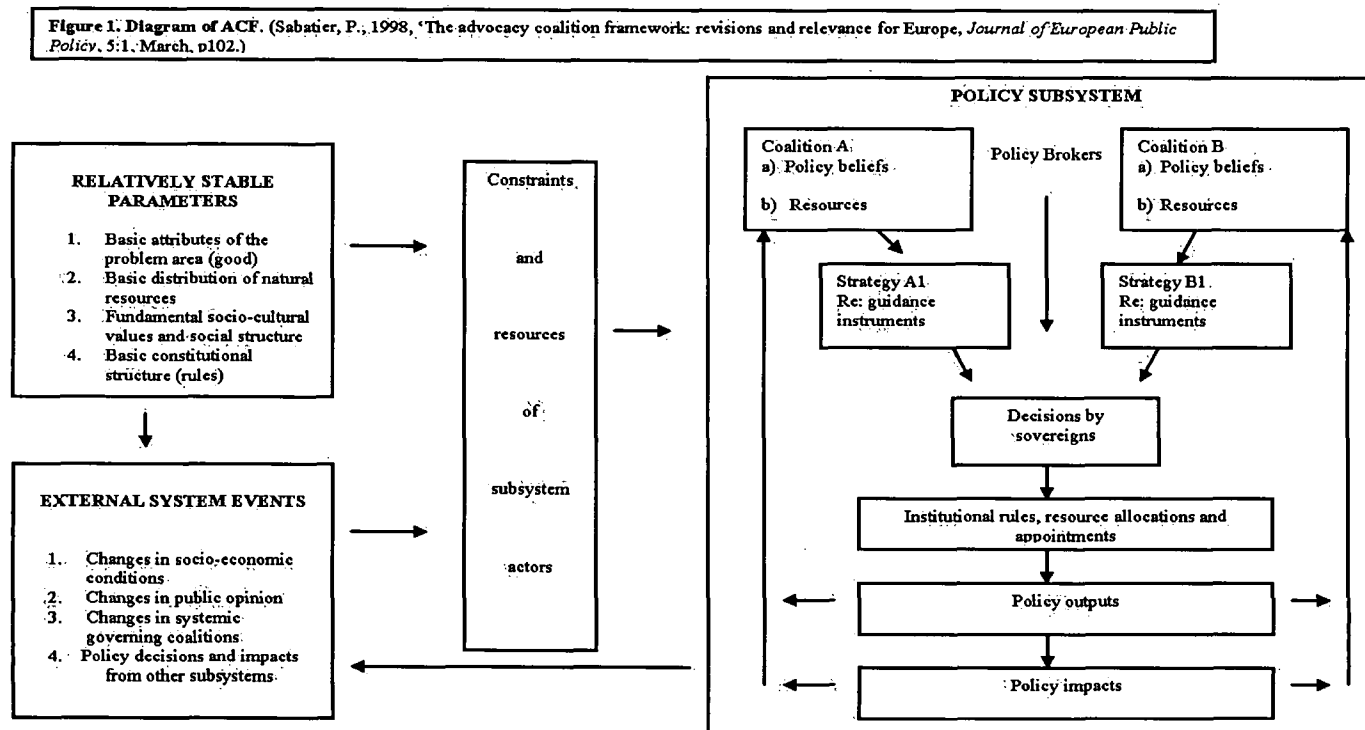 Figure 1. Diagram of ACF. (Sabatier, P., 1998, ‘The advocacy coalition framework: revisions and relevance for Europe, Journal of European Public
Policy, 5:1, March, p102.)
RELATIVELY STABLE
PARAMETERS
1. Basic attributes of the
problem area (good)
2. Basic distribution of natural
resources
3. Fundamental socio-cultural
values and social structure
4. Basic constitutional
structure (rules)
EXTERNAL SYSTEM EVENTS
1. Changes in socio-economic
conditions
2. Changes in public opinion
3. Changes in systemic
governing coalitions
4. Policy decisions and impacts
from other subsystems
Constraints
and
resources
of
subsystem
actors
POLICY SUBSYSTEM
Coalition A
a) Policy beliefs
b) Resources
Policy Brokers
Coalition B
a) Policy beliefs
b) Resources
Strategy A1
Re: guidance
instruments
Strategy B1
Re: guidance
instruments
Decisions by
sovereigns
Institutional rules, resource allocations and
appointments
Policy outputs
Policy impacts